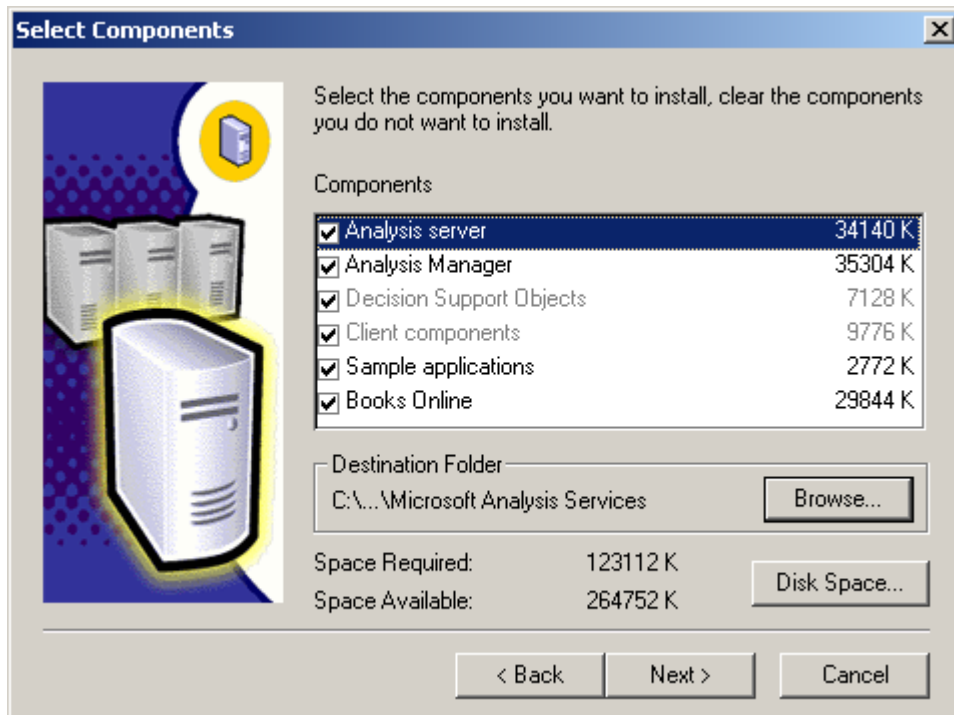 Select Components
Select the components you want to install, clear the components
you do not want to install.
Components
Analysis server 34140 K
Analysis Manager 35304 K
Decision Support Objects 7128 K
Client components 9776 K
Sample applications 2772 K
Books Online 29844 K
Destination Folder
C:\...\Microsoft Analysis Services Browse...
Space Required: 123112 K
Space Available: 264752 K
Disk Space...
< Back Next > Cancel